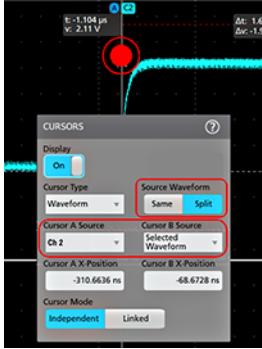 A C2
t: -1.104 µs
v: 2.11 V
Δt: 1.6
Δv: -1.5
CURSORS
?
Display
On
Cursor Type
Source Waveform
Waveform
Same
Split
Cursor A Source
Cursor B Source
Ch 2
Selected
Waveform
Cursor A X-Position
Cursor B X-Position
-310.6636 ns
-68.6728 ns
Cursor Mode
Independent
Linked